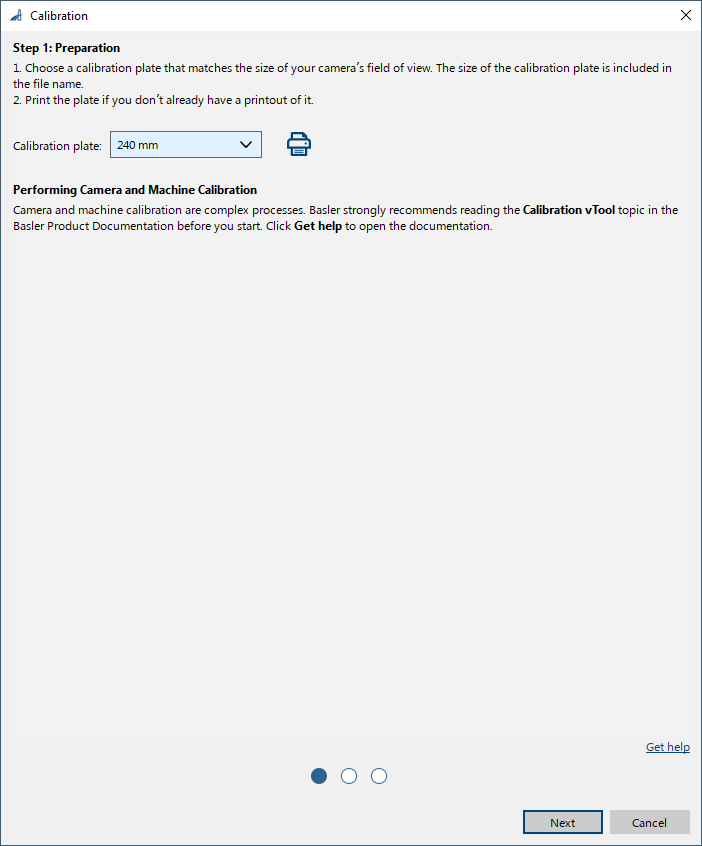 Calibration
Step 1: Preparation
1. Choose a calibration plate that matches the size of your camera's field of view. The size of the calibration plate is included in
the file name.
2. Print the plate if you don't already have a printout of it.
Calibration plate: 240 mm
Performing Camera and Machine Calibration
Camera and machine calibration are complex processes. Basler strongly recommends reading the Calibration vTool topic in the
Basler Product Documentation before you start. Click Get help to open the documentation.
Get help
Next Cancel